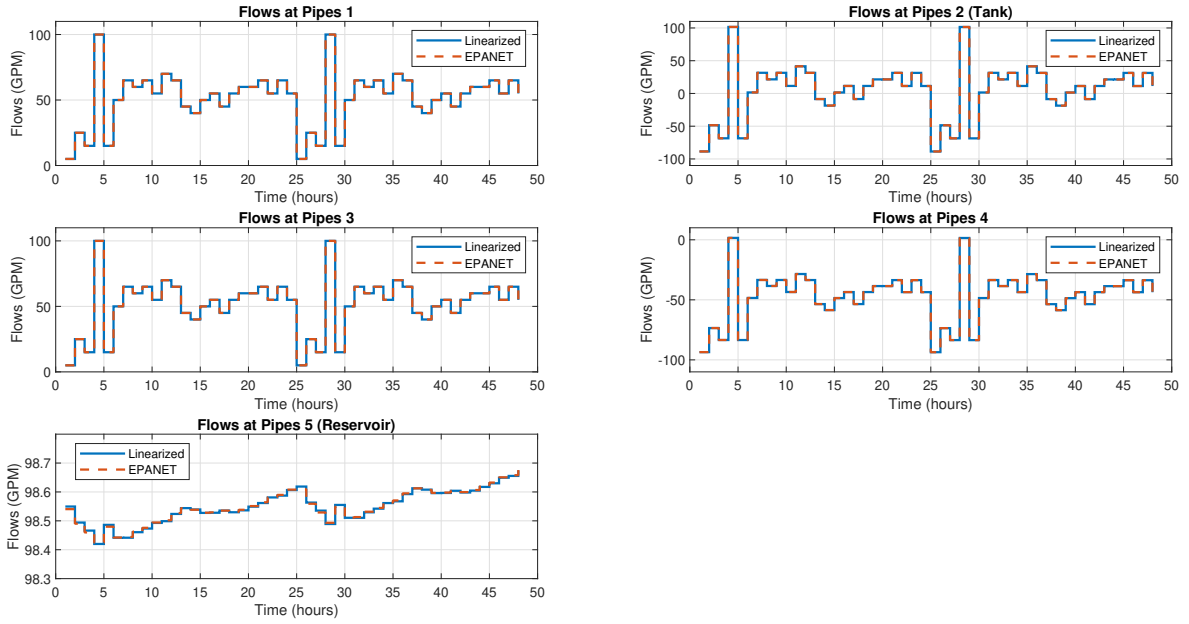 Flows at Pipes 1
Flows (GPM)
100
50
0
Linearized
EPANET
0 5 10 15 20 25 30 35 40 45 50
Time (hours)
Flows at Pipes 2 (Tank)
Flows (GPM)
100
50
0
-50
-100
Linearized
EPANET
0 5 10 15 20 25 30 35 40 45 50
Time (hours)
Flows at Pipes 3
Flows (GPM)
100
50
0
Linearized
EPANET
0 5 10 15 20 25 30 35 40 45 50
Time (hours)
Flows at Pipes 4
Flows (GPM)
0
-50
-100
Linearized
EPANET
0 5 10 15 20 25 30 35 40 45 50
Time (hours)
Flows at Pipes 5 (Reservoir)
Flows (GPM)
98.7
98.6
98.5
98.4
98.3
Linearized
EPANET
0 5 10 15 20 25 30 35 40 45 50
Time (hours)